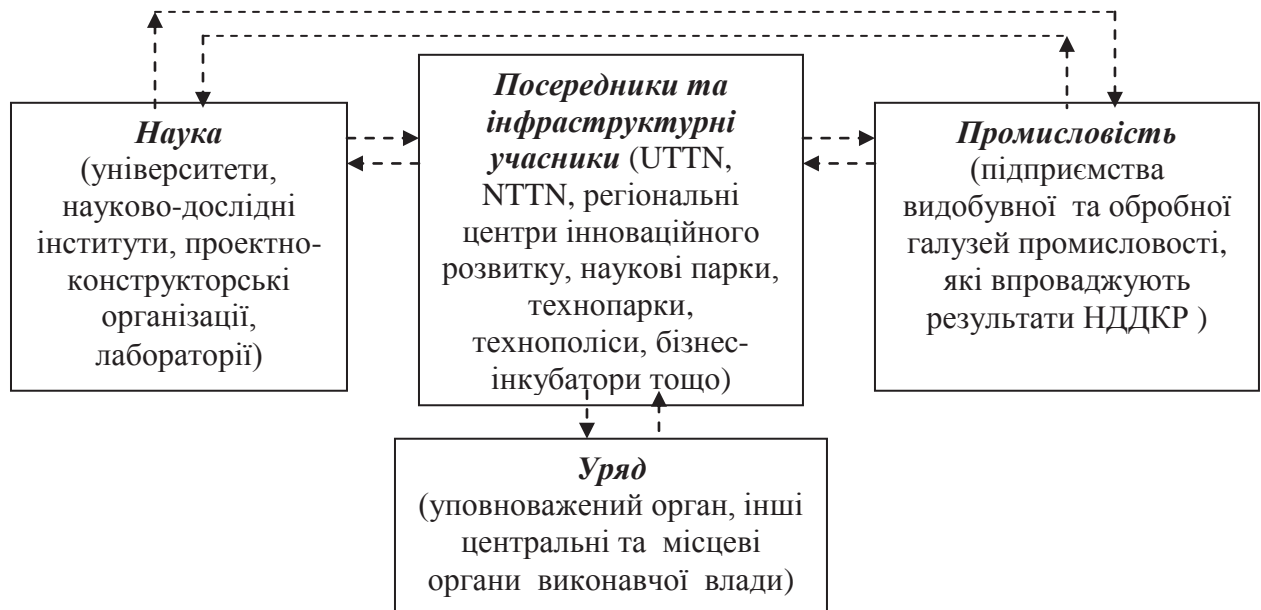 Наука
(університети,
науково-дослідні
інститути, проектно-
конструкторські
організації,
лабораторії)
Посередники та
інфраструктурні
учасники (UTTN,
NTTN, регіональні
центри інноваційного
розвитку, наукові парки,
технопарки,
технополіси, бізнес-
інкубатори тощо)
Промисловість
(підприємства
видобувної та обробної
галузей промисловості,
які впроваджують
результати НДДКР )
Уряд
(уповноважений орган, інші
центральні та місцеві
органи виконавчої влади)